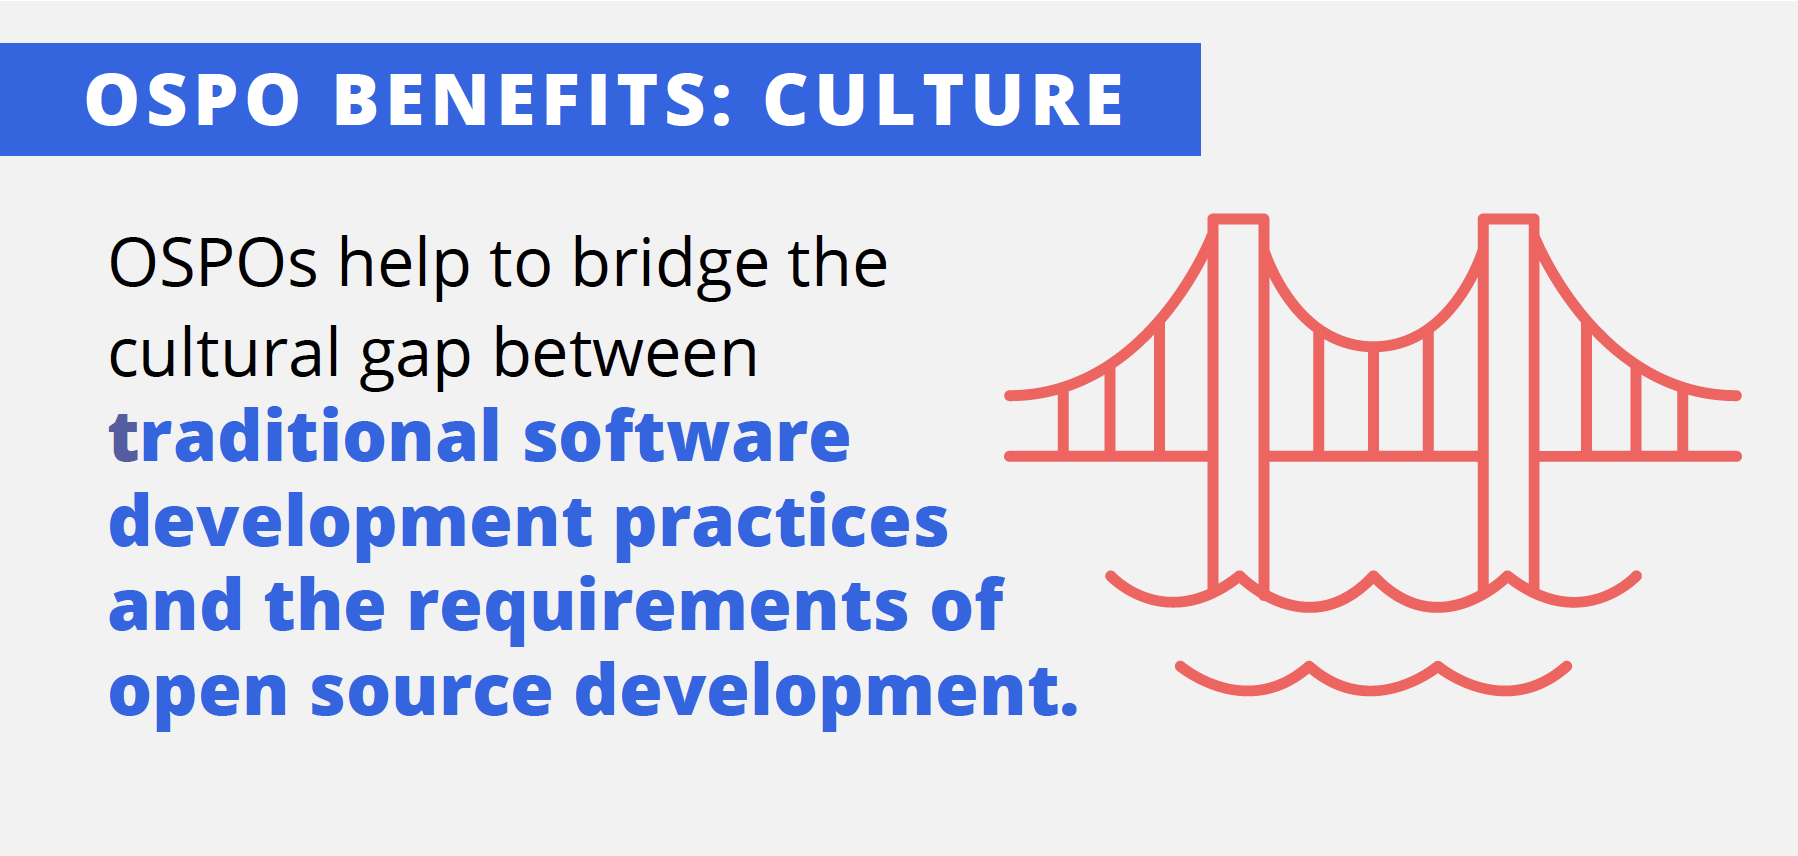 OSPO BENEFITS: CULTURE
OSPOs help to bridge the
cultural gap between
traditional software
development practices
and the requirements of
open source development.